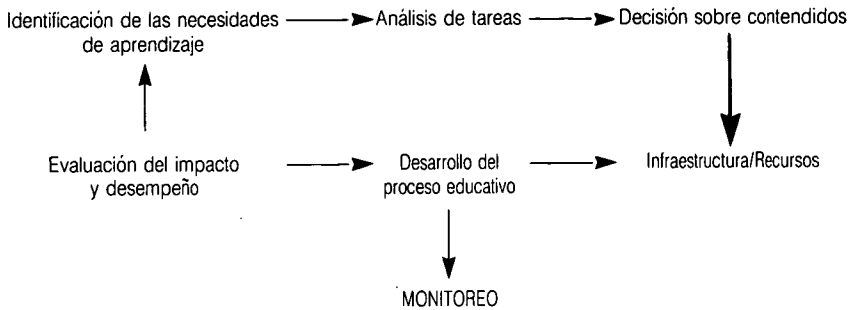 Identificación de las necesidades de aprendizaje
Análisis de tareas
Decisión sobre contendidos
Evaluación del impacto y desempeño
Desarrollo del proceso educativo
Infraestructura/Recursos
MONITOREO